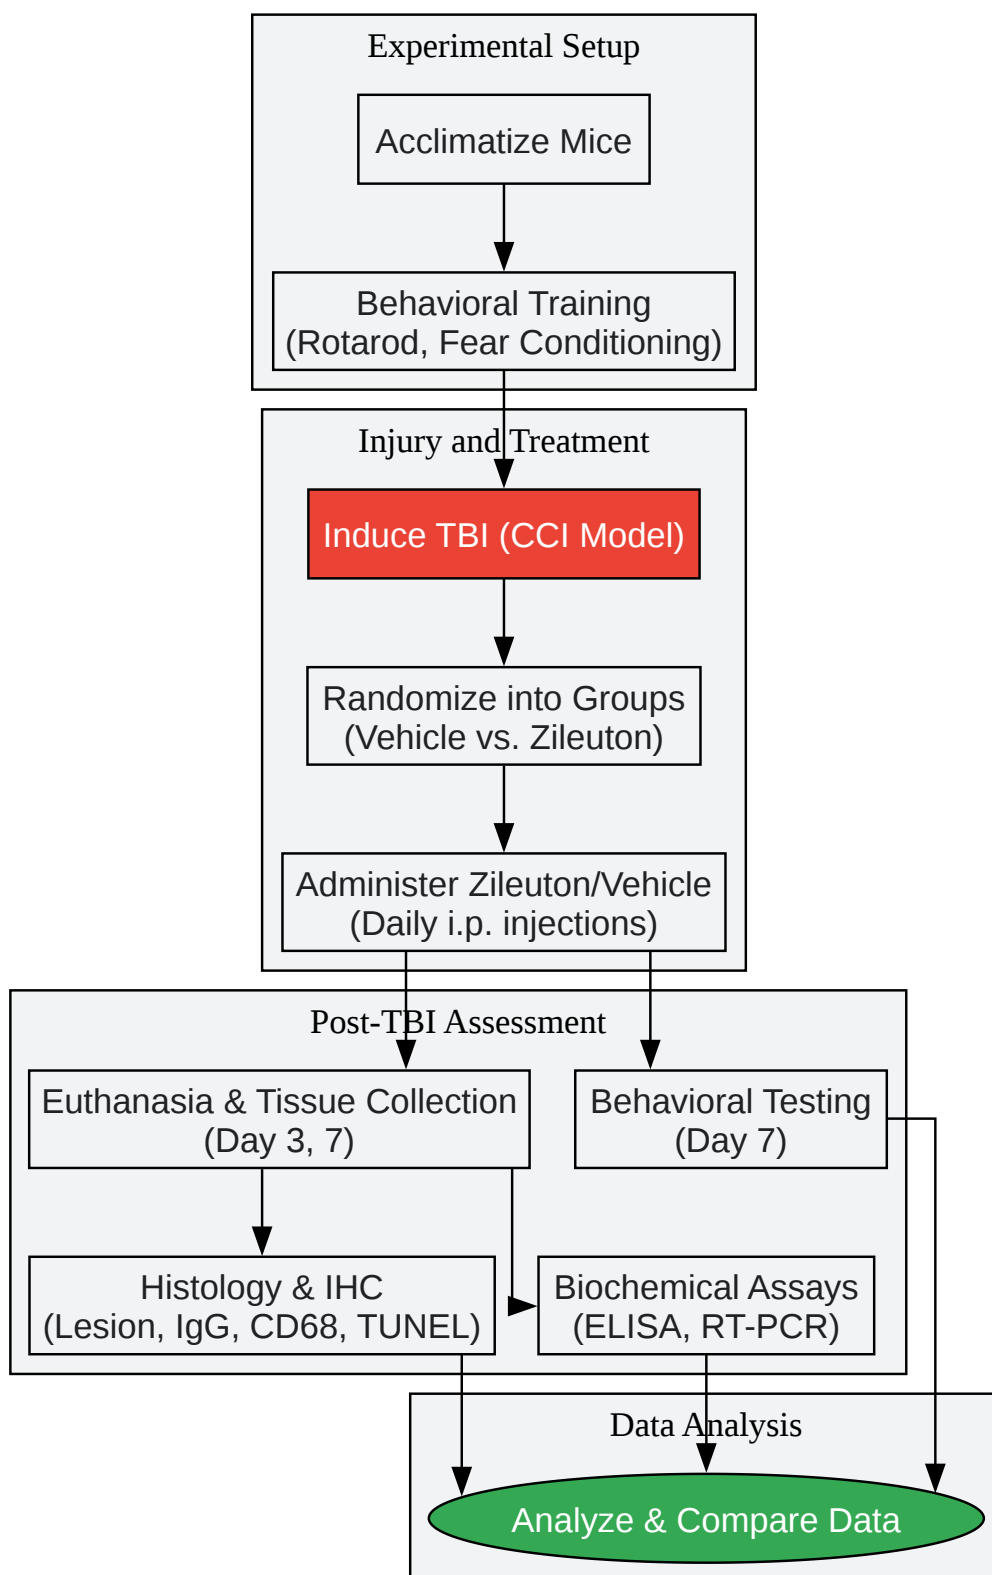 Experimental Setup
Acclimatize Mice
Behavioral Training
(Rotarod, Fear Conditioning)
Injury and Treatment
Induce TBI (CCI Model)
Randomize into Groups
(Vehicle vs. Zileuton)
Administer Zileuton/Vehicle
(Daily i.p. injections)
Post-TBI Assessment
Euthanasia & Tissue Collection
(Day 3, 7)
Behavioral Testing
(Day 7)
Histology & IHC
(Lesion, IgG, CD68, TUNEL)
Biochemical Assays
(ELISA, RT-PCR)
Data Analysis
Analyze & Compare Data